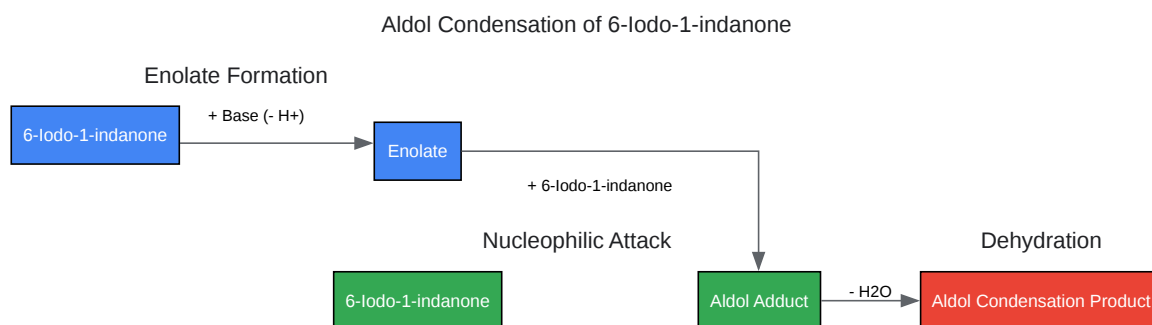 Aldol Condensation of 6-Iodo-1-indanone
Enolate Formation
+ Base (- H+)
6-Iodo-1-indanone
Enolate
+ 6-Iodo-1-indanone
Nucleophilic Attack
Dehydration
6-Iodo-1-indanone
Aldol Adduct
- H2O
Aldol Condensation Product